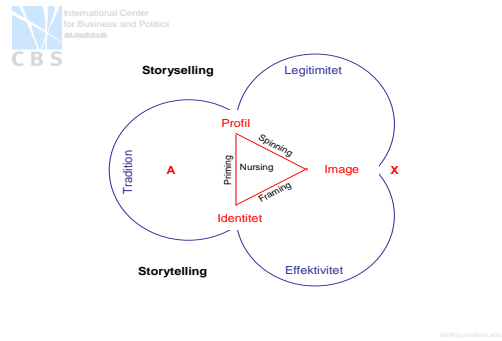 International Center
for Business and Politics
CBS
Storyselling
Legitimitet
Profil
Spinning
Tradition
A
Priming
Nursing
Image
X
Framing
Identitet
Storytelling
Effektivitet